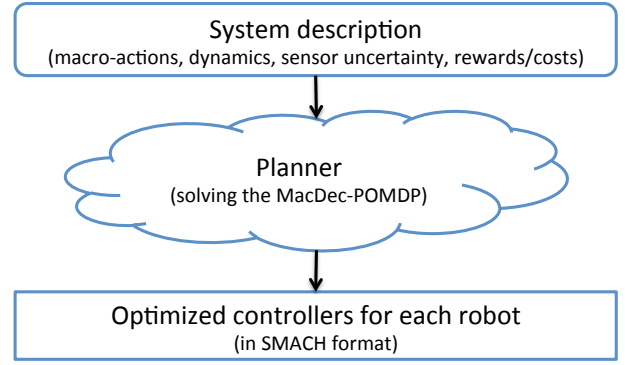 System description
(macro-actions, dynamics, sensor uncertainty, rewards/costs)
Planner
(solving the MacDec-POMDP)
Optimized controllers for each robot
(in SMACH format)